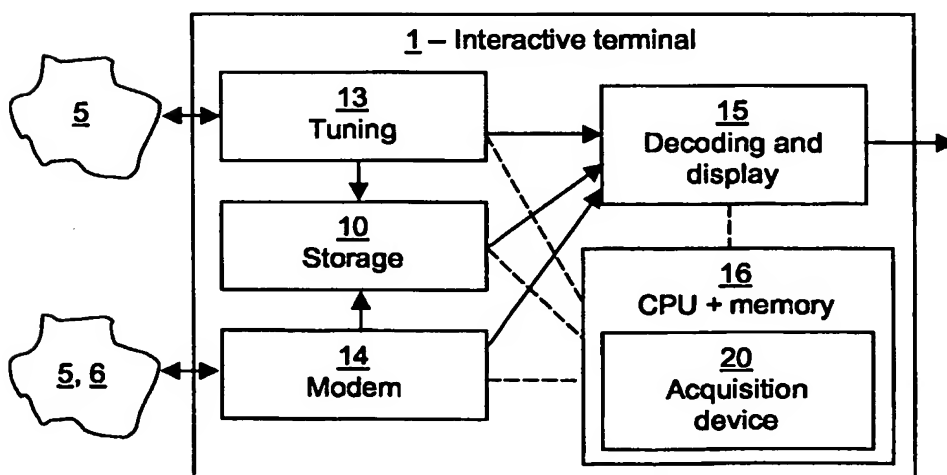 1 – Interactive terminal
5
13
Tuning
15
Decoding and
display
10
Storage
16
CPU + memory
5, 6
14
Modem
20
Acquisition
device